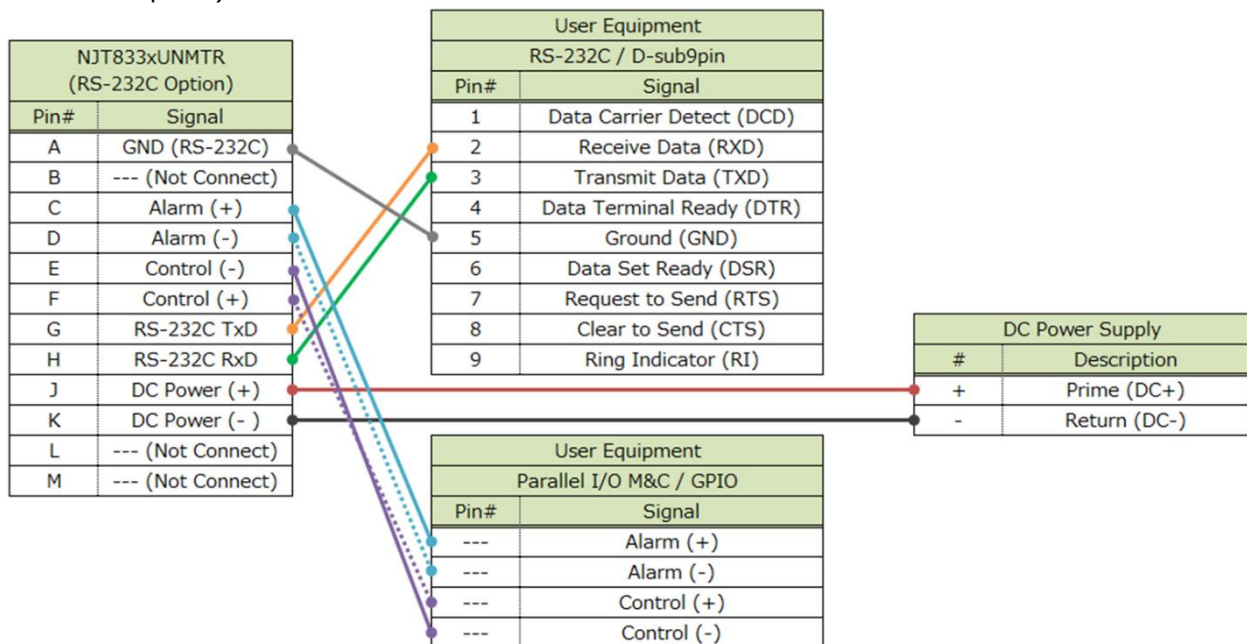 NJT833xUNMTR
(RS-232C Option)
Pin# Signal
A GND (RS-232C)
B --- (Not Connect)
C Alarm (+)
D Alarm (-)
E Control (-)
F Control (+)
G RS-232C TxD
H RS-232C RxD
J DC Power (+)
K DC Power (- )
L --- (Not Connect)
M --- (Not Connect)
User Equipment
RS-232C / D-sub9pin
Pin# Signal
1 Data Carrier Detect (DCD)
2 Receive Data (RXD)
3 Transmit Data (TXD)
4 Data Terminal Ready (DTR)
5 Ground (GND)
6 Data Set Ready (DSR)
7 Request to Send (RTS)
8 Clear to Send (CTS)
9 Ring Indicator (RI)
DC Power Supply
# Description
+ Prime (DC+)
- Return (DC-)
User Equipment
Parallel I/O M&C / GPIO
Pin# Signal
--- Alarm (+)
--- Alarm (-)
--- Control (+)
--- Control (-)